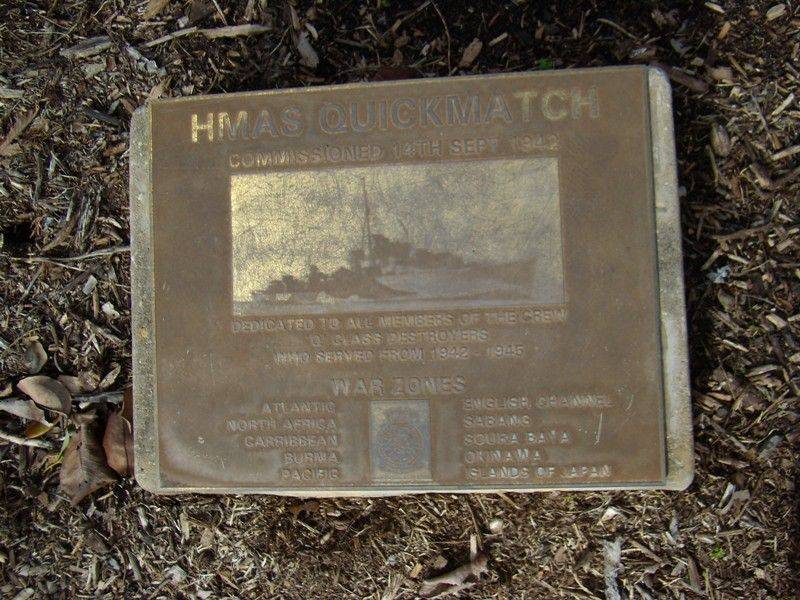 HMAS QUICKMATCH
COMMISSIONED 14TH SEPT 1942
DEDICATED TO ALL MEMBERS OF THE CREW
Q CLASS DESTROYERS
WHO SERVED FROM 1942 - 1945
WAR ZONES
ATLANTIC
NORTH AFRICA
CARRIBBEAN
BURMA
PACIFIC
ENGLISH CHANNEL
SABANG
SOURA BAYA
OKINAWA
ISLANDS OF JAPAN